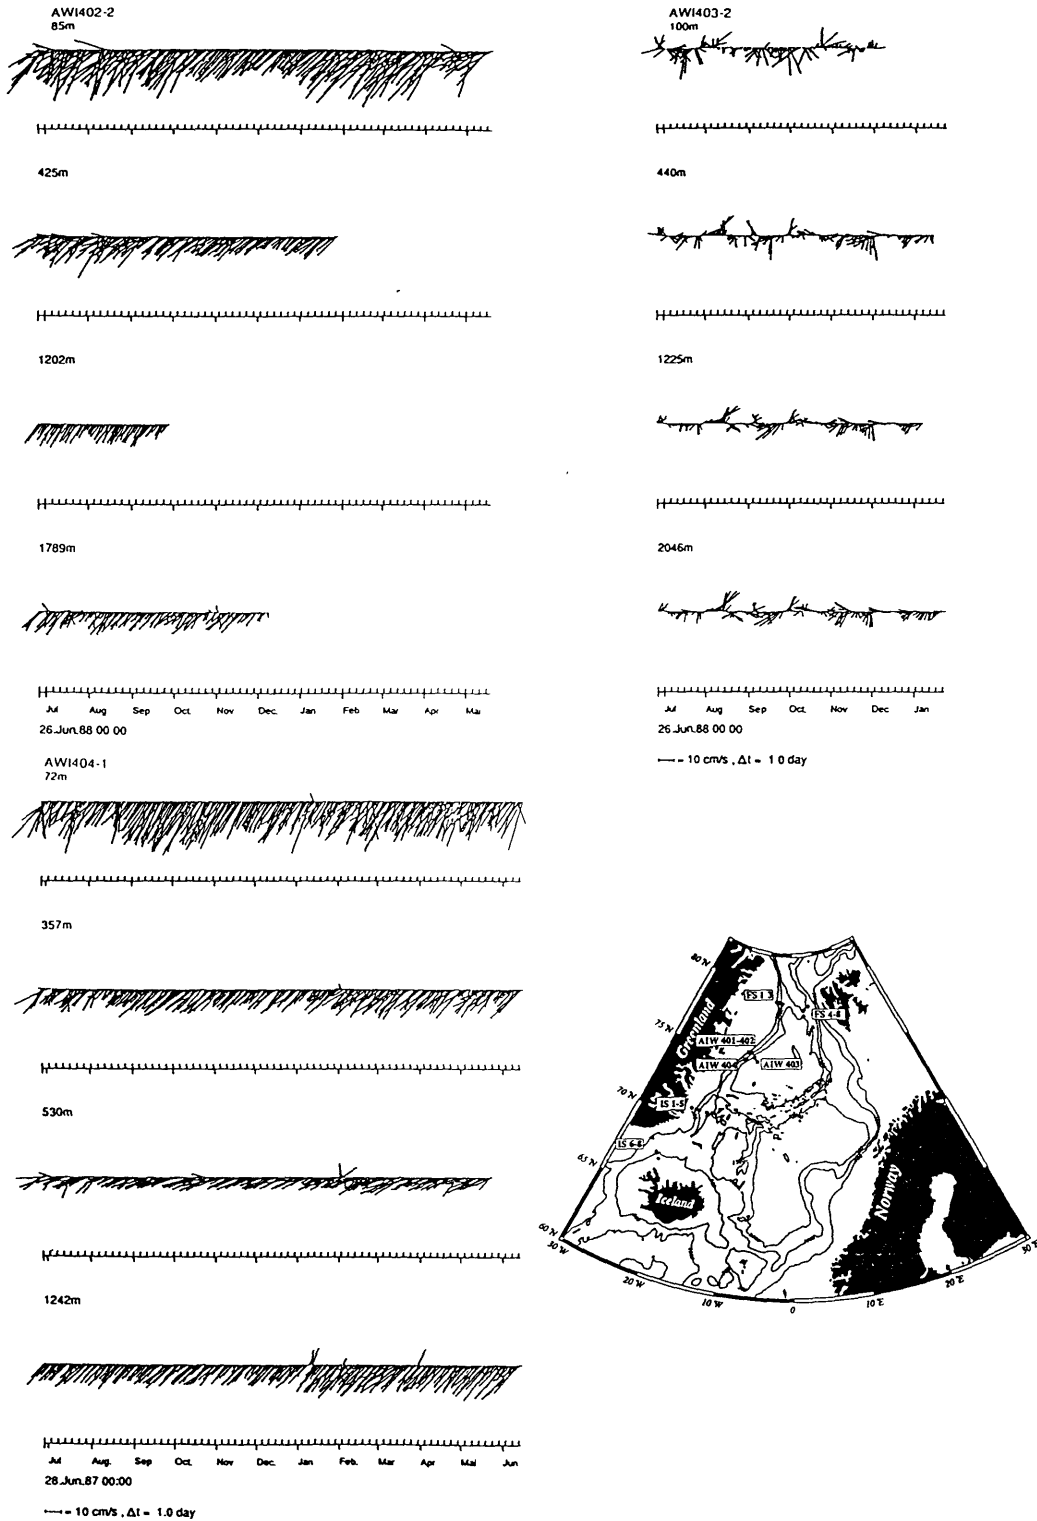 AWI402-2
85m
425m
1202m
1789m
Jul Aug Sep Oct. Nov Dec. Jan Feb Mar Apr Mai
26.Jun.88 00 00
AWI403-2
100m
440m
1225m
2046m
Jul Aug Sep Oct Nov Dec Jan
26.Jun.88 00 00
= 10 cm/s , Δt = 1 0 day
AWI404-1
72m
357m
530m
1242m
Jul Aug. Sep Oct. Nov Dec. Jan Feb. Mar Apr Mai Jun
28.Jun.87 00:00
= 10 cm/s , Δt = 1.0 day
80°N
75°N
70°N
65°N
60°N
30°W
20°W
10°W
0
10°E
20°E
Greenland
FS 1-3
FS 4-8
AIW 401-402
AIW 404
AIW 403
IS 1-5
IS 6-8
Iceland
Norway